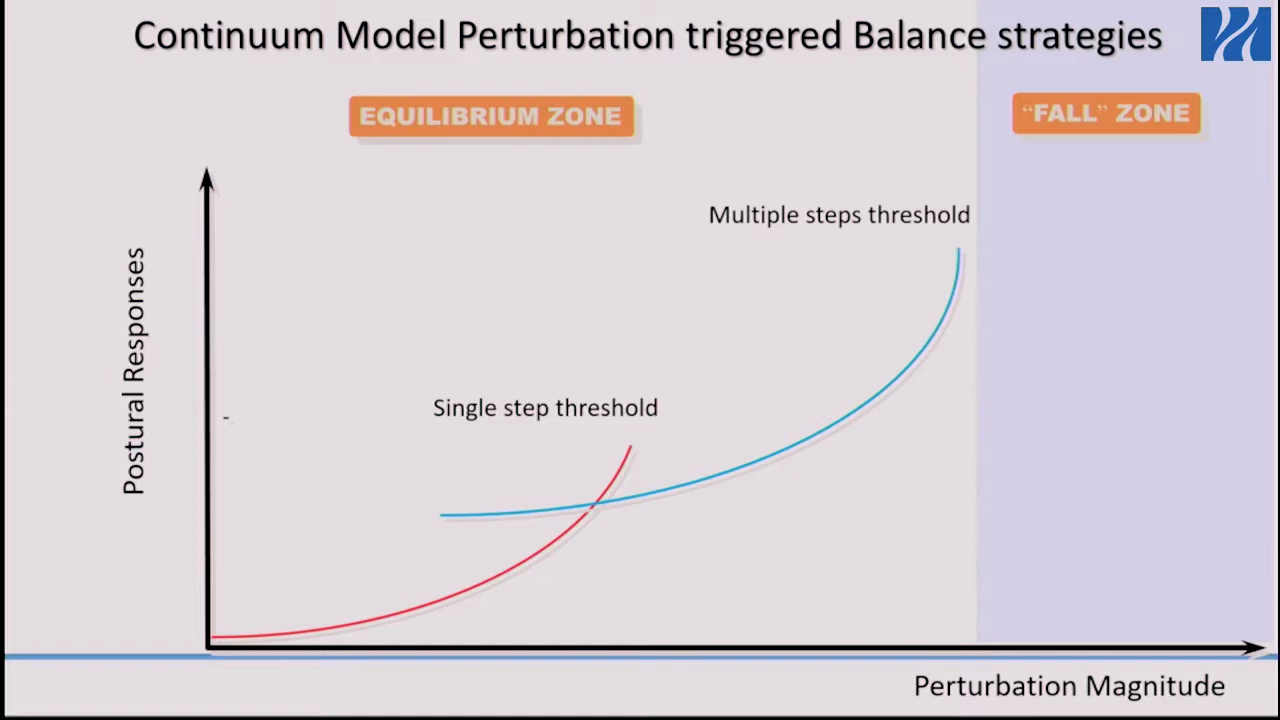 Continuum Model Perturbation triggered Balance strategies
EQUILIBRIUM ZONE
“FALL” ZONE
Multiple steps threshold
Single step threshold
Postural Responses
-
Perturbation Magnitude